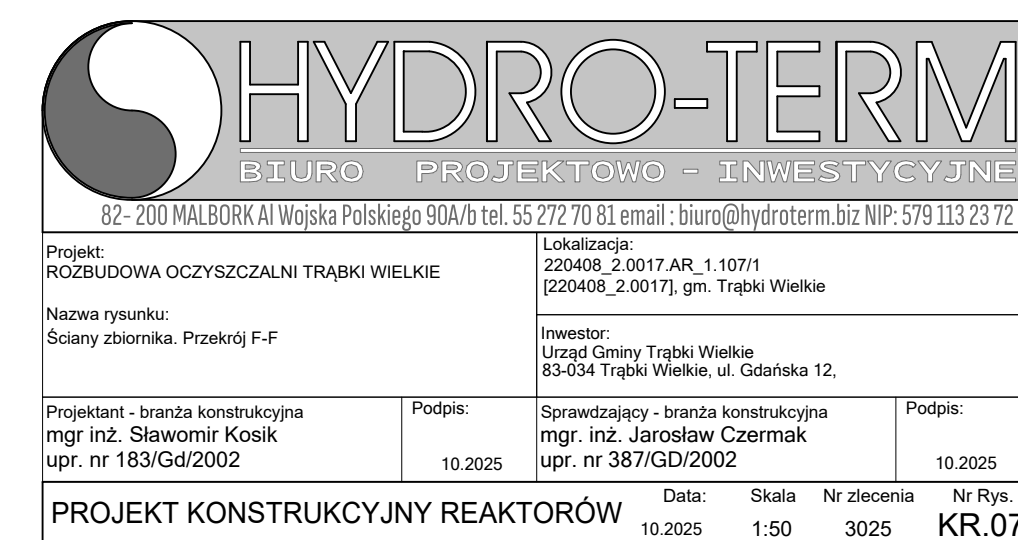 HYDRO-TERM
BIURO PROJEKTOWO - INWESTYCYJNE
82- 200 MALBORK Al Wojska Polskiego 90A/b tel. 55 272 70 81 email : biuro@hydroterm.biz NIP: 579 113 23 72
Projekt:
ROZBUDOWA OCZYSZCZALNI TRĄBKI WIELKIE
Nazwa rysunku:
Ściany zbiornika. Przekrój F-F
Lokalizacja:
220408_2.0017.AR_1.107/1
[220408_2.0017], gm. Trąbki Wielkie
Inwestor:
Urząd Gminy Trąbki Wielkie
83-034 Trąbki Wielkie, ul. Gdańska 12,
Projektant - branża konstrukcyjna
mgr inż. Sławomir Kosik
upr. nr 183/Gd/2002
Podpis:
10.2025
Sprawdzający - branża konstrukcyjna
mgr. inż. Jarosław Czermak
upr. nr 387/GD/2002
Podpis:
10.2025
PROJEKT KONSTRUKCYJNY REAKTORÓW
Data:
10.2025
Skala
1:50
Nr zlecenia
3025
Nr Rys.
KR.07